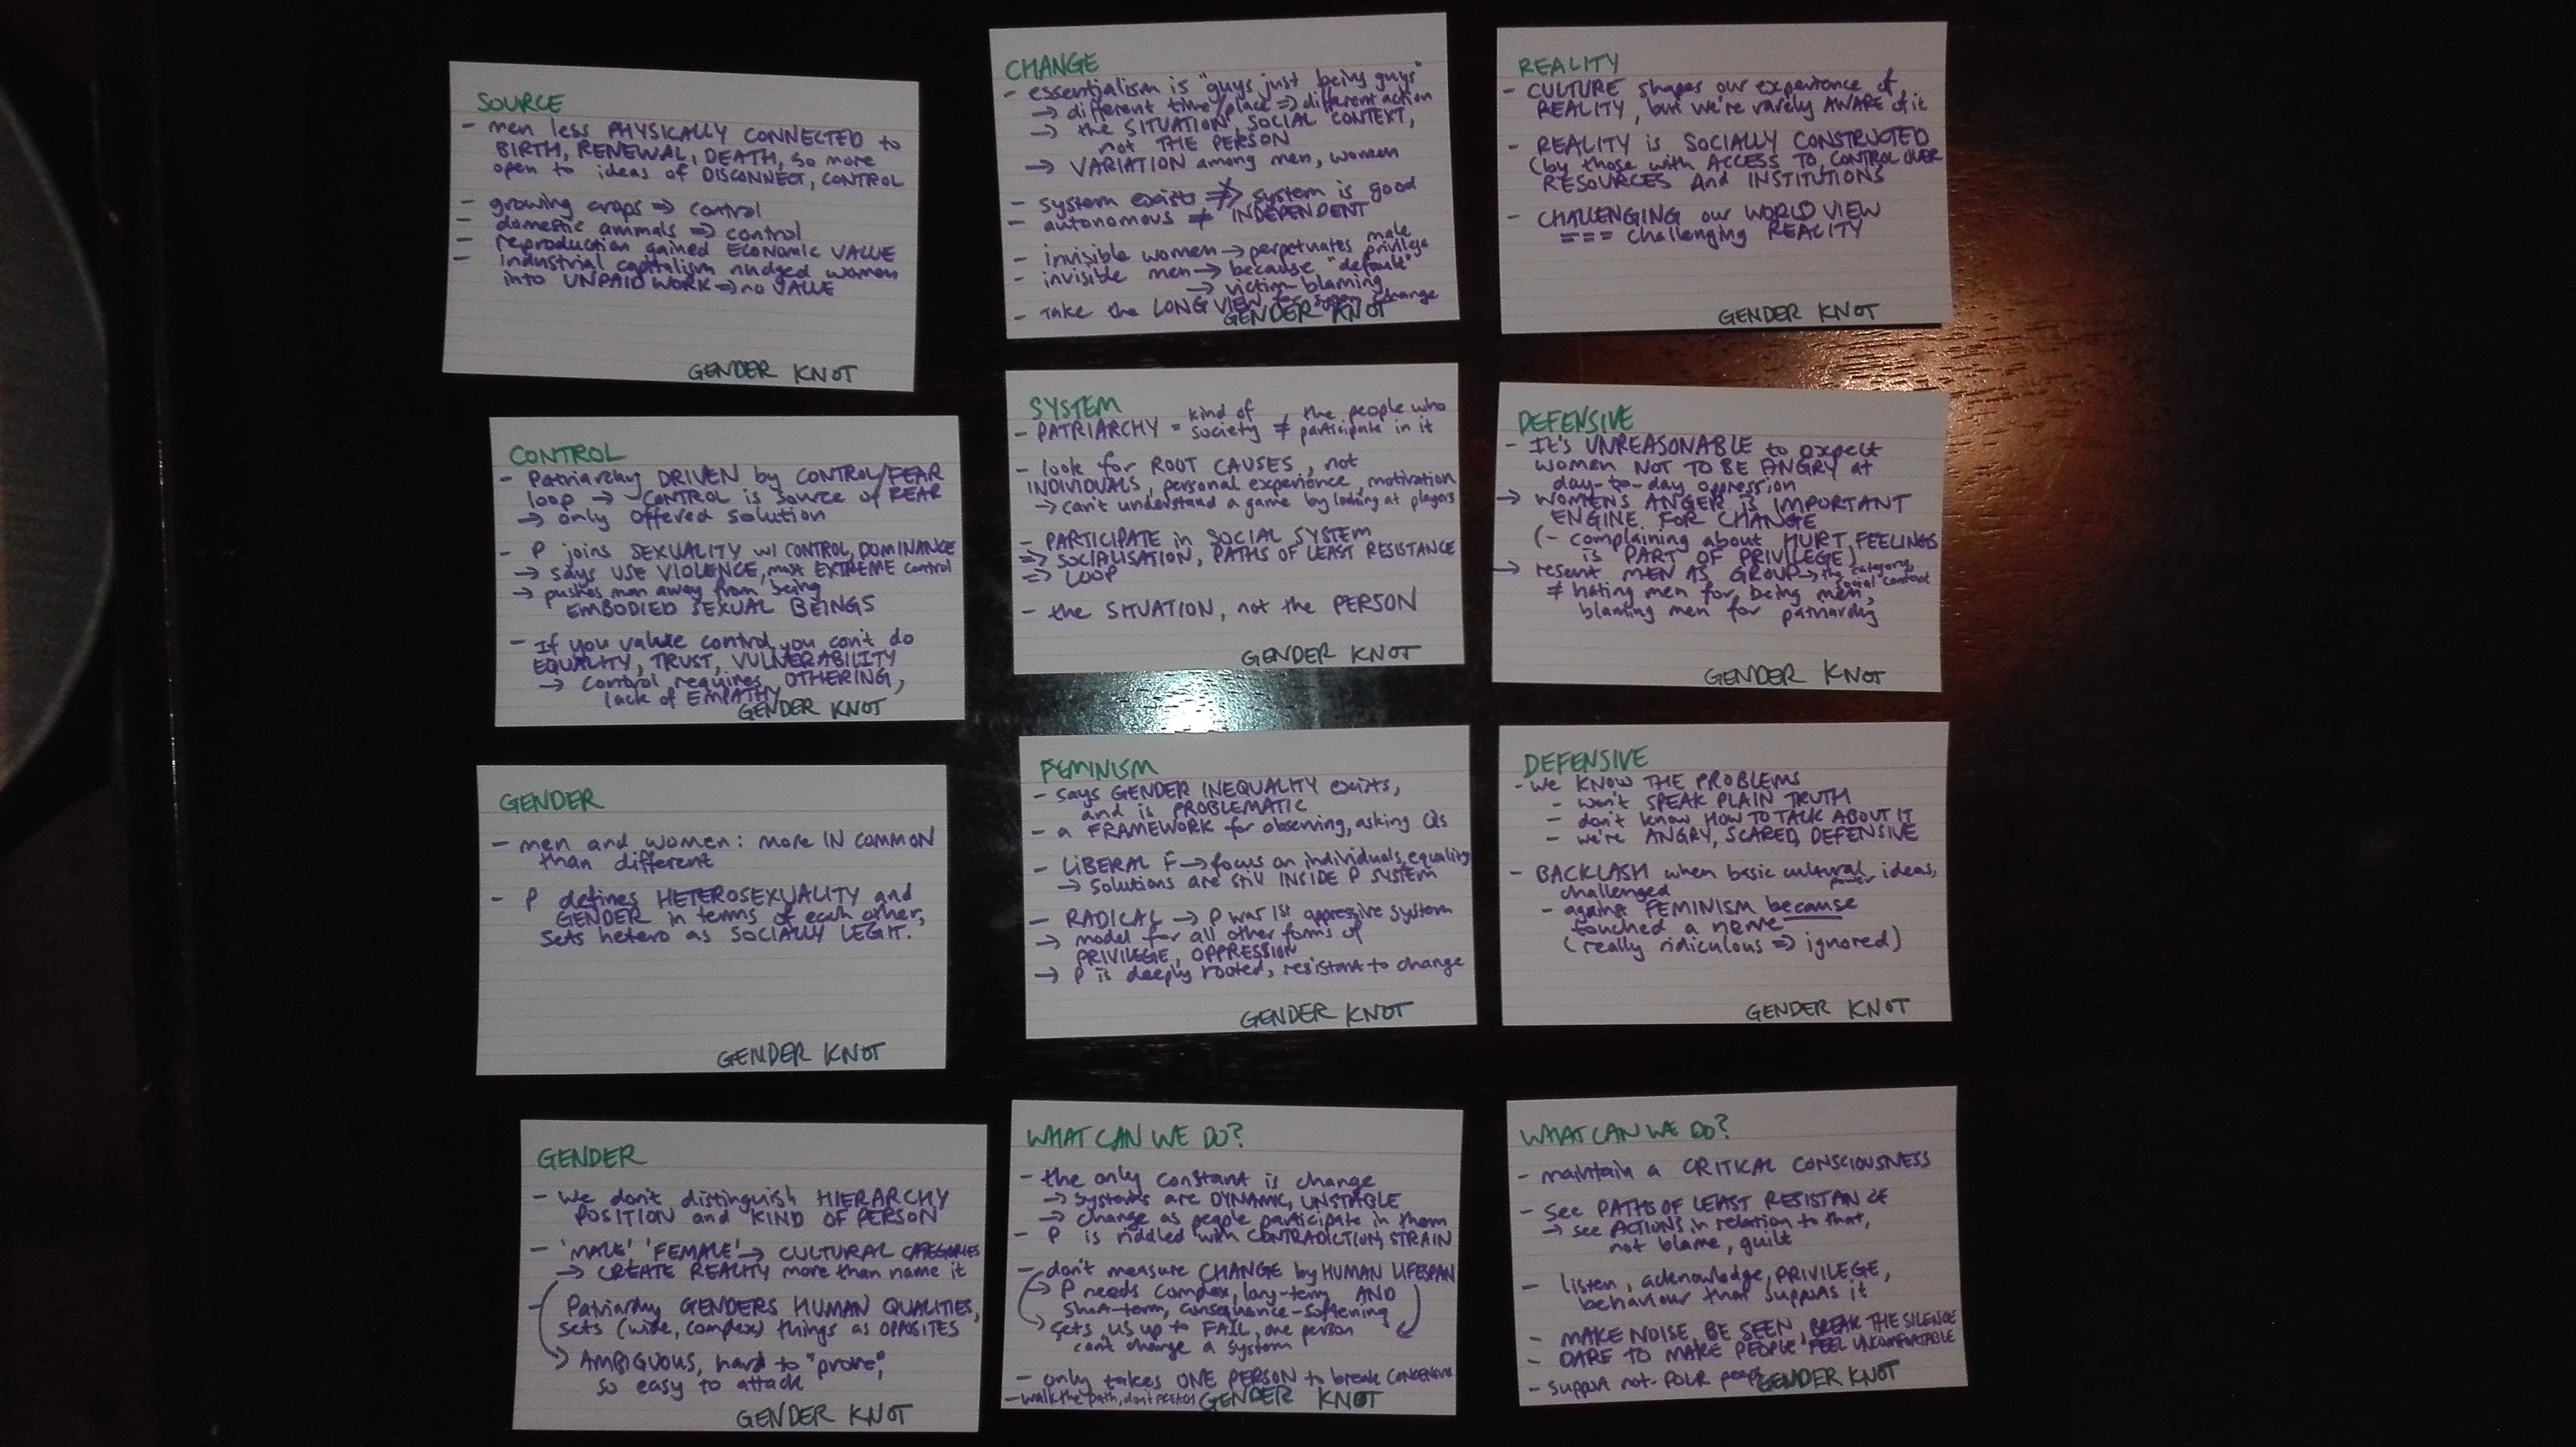 SOURCE
- men less PHYSICALLY CONNECTED to
BIRTH, RENEWAL, DEATH, so more
open to ideas of DISCONNECT, CONTROL
- growing crops => control
- domestic animals => control
- reproduction gained ECONOMIC VALUE
- Industrial capitalism nudged women
into UNPAID WORK => no VALUE
GENDER KNOT
CONTROL
- Patriarchy DRIVEN by CONTROL/FEAR
loop → CONTROL is source of FEAR
→ only offered solution
- P joins SEXUALITY w/ CONTROL, DOMINANCE
→ says USE VIOLENCE, most EXTREME control
→ pushes men away from being
EMBODIED SEXUAL BEINGS
- If you value control, you can't do
EQUALITY, TRUST, VULNERABILITY
→ control requires OTHERING,
lack of EMPATHY
GENDER KNOT
GENDER
- men and women: more IN COMMON
than different
- P defines HETEROSEXUALITY and
GENDER in terms of each other,
sets hetero as SOCIALLY LEGIT.
GENDER KNOT
GENDER
- We don't distinguish HIERARCHY
POSITION and KIND OF PERSON
- 'MALE' 'FEMALE' → CULTURAL CATEGORIES
→ CREATE REALITY more than name it
- Patriarchy GENDERS HUMAN QUALITIES,
sets (wide, complex) things as OPPOSITES
→ AMBIGUOUS, hard to "prove",
so easy to attack
GENDER KNOT
CHANGE
- essentialism is "guys just being guys"
→ different time/place => different action
→ the SITUATION, SOCIAL CONTEXT,
not THE PERSON
→ VARIATION among men, women
- system exists ≠> system is good
- autonomous ≠ INDEPENDENT
- invisible women → perpetuates male
privilege
- invisible men → because "default"
→ victim-blaming
- Take the LONG VIEW for system change
GENDER KNOT
SYSTEM
- PATRIARCHY = kind of society ≠ the people who participate in it
- look for ROOT CAUSES, not
INDIVIDUALS, personal experience, motivation
→ can't understand a game by looking at players
- PARTICIPATE in SOCIAL SYSTEM
=> SOCIALISATION, PATHS OF LEAST RESISTANCE
=> LOOP
- the SITUATION, not the PERSON
GENDER KNOT
FEMINISM
- says GENDER INEQUALITY exists,
and is PROBLEMATIC
- a FRAMEWORK for observing, asking Qs
- LIBERAL F → focus on individuals, equality
→ solutions are still INSIDE P SYSTEM
- RADICAL → P was 1st oppressive system
→ model for all other forms of
PRIVILEGE, OPPRESSION
→ P is deeply rooted, resistant to change
GENDER KNOT
WHAT CAN WE DO?
- the only constant is change
→ systems are DYNAMIC, UNSTABLE
→ change as people participate in them
- P is riddled with CONTRADICTION, STRAIN
- don't measure CHANGE by HUMAN LIFESPAN
→ P needs complex, long-term AND
short-term, consequence-softening
→ sets us up to FAIL, one person
can't change a system
- only takes ONE PERSON to break CONSENSUS
- walk the path, don't PREACH
GENDER KNOT
REALITY
- CULTURE shapes our experience of
REALITY, but we're rarely AWARE of it
- REALITY is SOCIALLY CONSTRUCTED
(by those with ACCESS TO, CONTROL OVER
RESOURCES and INSTITUTIONS
- CHALLENGING our WORLD VIEW
=== challenging REALITY
GENDER KNOT
DEFENSIVE
- It's UNREASONABLE to expect
women NOT TO BE ANGRY at
day-to-day oppression
→ WOMENS ANGER IS IMPORTANT
ENGINE FOR CHANGE
(- complaining about HURT FEELINGS
is PART OF PRIVILEGE)
→ resent MEN AS GROUP → the category,
social context
≠ hating men for being men,
blaming men for patriarchy
GENDER KNOT
DEFENSIVE
- We KNOW THE PROBLEMS
- won't SPEAK PLAIN TRUTH
- don't know HOW TO TALK ABOUT IT
- we're ANGRY, SCARED, DEFENSIVE
- BACKLASH when basic cultural ideas,
power
challenged
- against FEMINISM because
touched a nerve
(really ridiculous => ignored)
GENDER KNOT
WHAT CAN WE DO?
- maintain a CRITICAL CONSCIOUSNESS
- see PATHS OF LEAST RESISTANCE
→ see ACTIONS in relation to that,
not blame, guilt
- listen, acknowledge, PRIVILEGE,
behaviour that supports it
- MAKE NOISE, BE SEEN, BREAK THE SILENCE
- DARE TO MAKE PEOPLE FEEL UNCOMFORTABLE
- support not-POLR people
GENDER KNOT